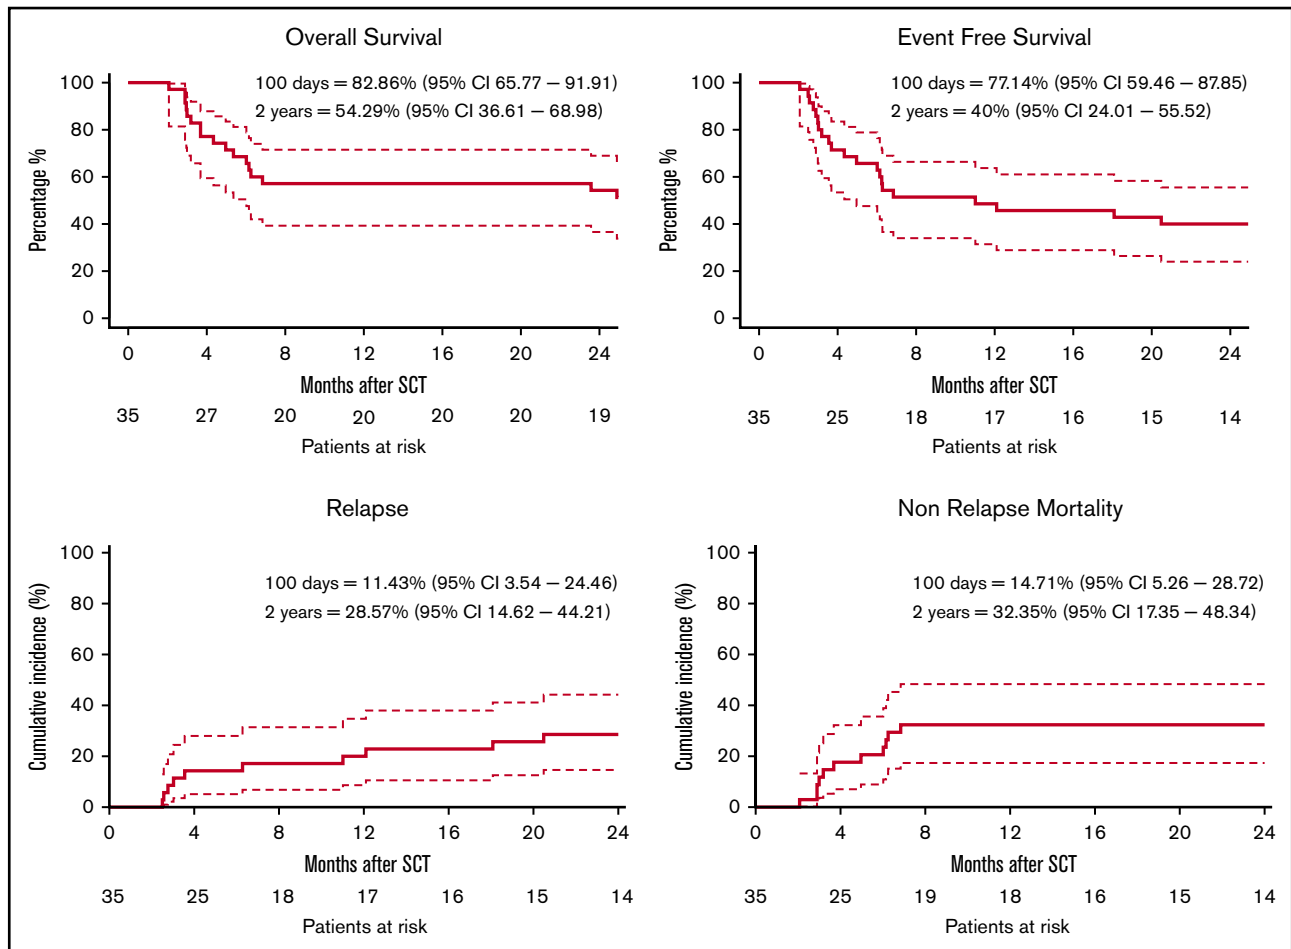 Overall Survival
100 days = 82.86% (95% CI 65.77 – 91.91)
2 years = 54.29% (95% CI 36.61 – 68.98)
Percentage %
100
80
60
40
20
0
0 4 8 12 16 20 24
Months after SCT
35 27 20 20 20 20 19
Patients at risk
Event Free Survival
100 days = 77.14% (95% CI 59.46 – 87.85)
2 years = 40% (95% CI 24.01 – 55.52)
Percentage %
100
80
60
40
20
0
0 4 8 12 16 20 24
Months after SCT
35 25 18 17 16 15 14
Patients at risk
Relapse
100 days = 11.43% (95% CI 3.54 – 24.46)
2 years = 28.57% (95% CI 14.62 – 44.21)
Cumulative incidence (%)
100
80
60
40
20
0
0 4 8 12 16 20 24
Months after SCT
35 25 18 17 16 15 14
Patients at risk
Non Relapse Mortality
100 days = 14.71% (95% CI 5.26 – 28.72)
2 years = 32.35% (95% CI 17.35 – 48.34)
Cumulative incidence (%)
100
80
60
40
20
0
0 4 8 12 16 20 24
Months after SCT
35 25 19 18 16 15 14
Patients at risk